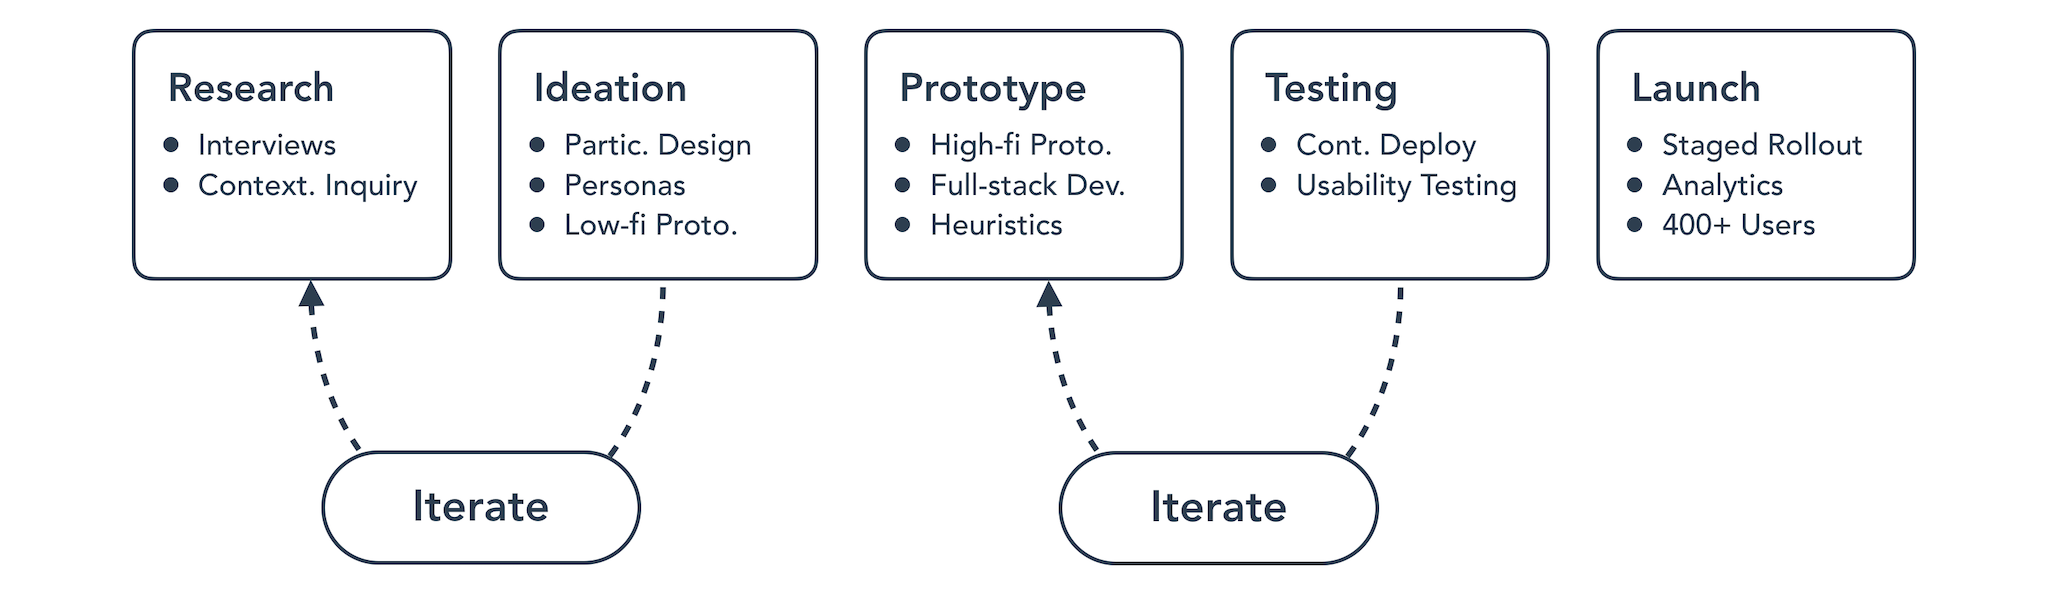 Research
Interviews
Context. Inquiry
Ideation
Partic. Design
Personas
Low-fi Proto.
Prototype
High-fi Proto.
Full-stack Dev.
Heuristics
Testing
Cont. Deploy
Usability Testing
Launch
Staged Rollout
Analytics
400+ Users
Iterate
Iterate